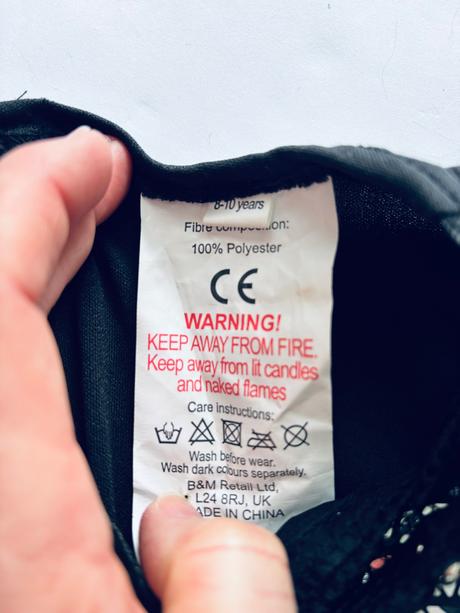 8-10 years
Fibre composition:
100% Polyester
CE
WARNING!
KEEP AWAY FROM FIRE.
Keep away from lit candles
and naked flames
Care instructions:
Wash before wear.
Wash dark colours separately.
B&M Retail Ltd,
L24 8RJ, UK
MADE IN CHINA